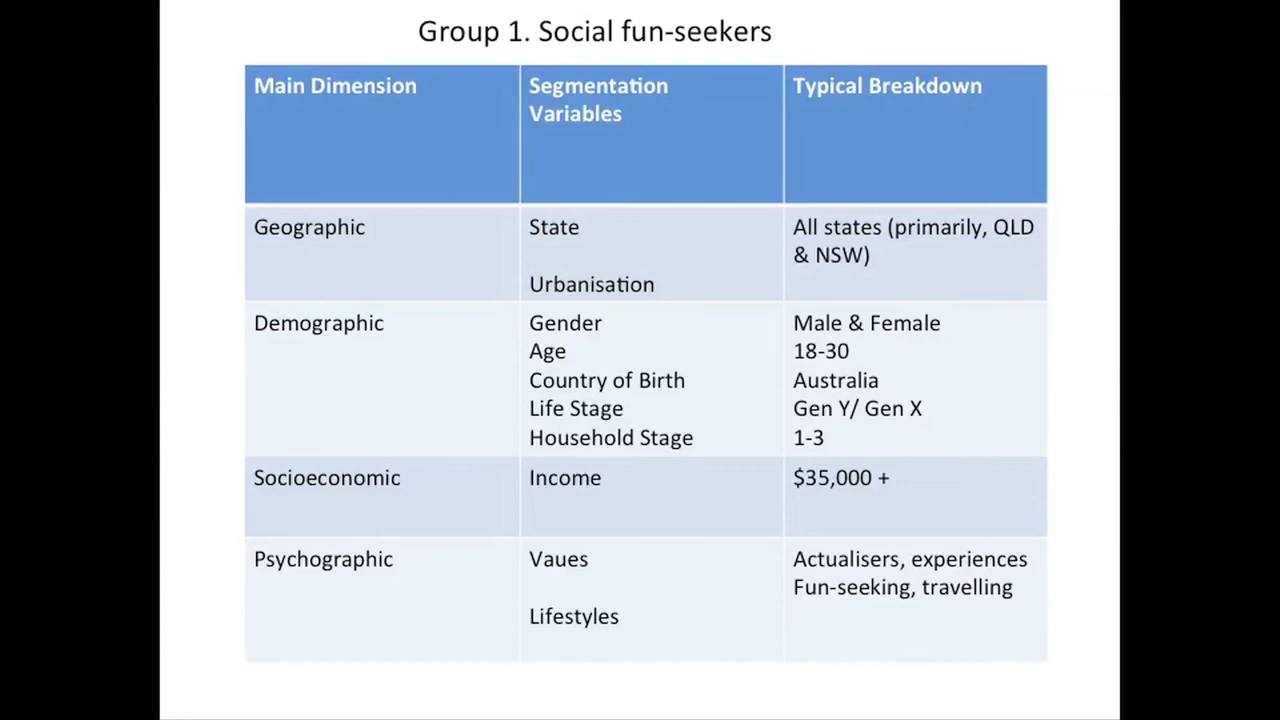 Group 1. Social fun-seekers
Main Dimension
Segmentation
Variables
Typical Breakdown
Geographic
State
Urbanisation
All states (primarily, QLD
& NSW)
Demographic
Gender
Age
Country of Birth
Life Stage
Household Stage
Male & Female
18-30
Australia
Gen Y/ Gen X
1-3
Socioeconomic
Income
$35,000 +
Psychographic
Vaues
Lifestyles
Actualisers, experiences
Fun-seeking, travelling